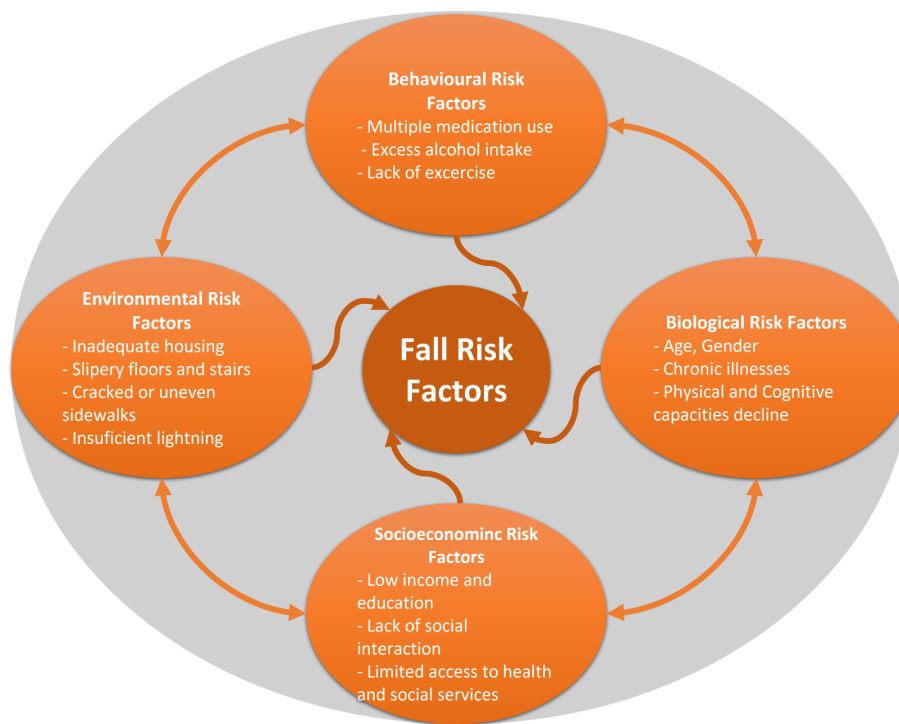 Behavioural Risk
Factors
- Multiple medication use
- Excess alcohol intake
- Lack of excercise
Environmental Risk
Factors
- Inadequate housing
- Slipery floors and stairs
- Cracked or uneven
sidewalks
- Insuficient lightning
Fall Risk
Factors
Biological Risk Factors
- Age, Gender
- Chronic illnesses
- Physical and Cognitive
capacities decline
Socioeconominc Risk
Factors
- Low income and
education
- Lack of social
interaction
- Limited access to health
and social services